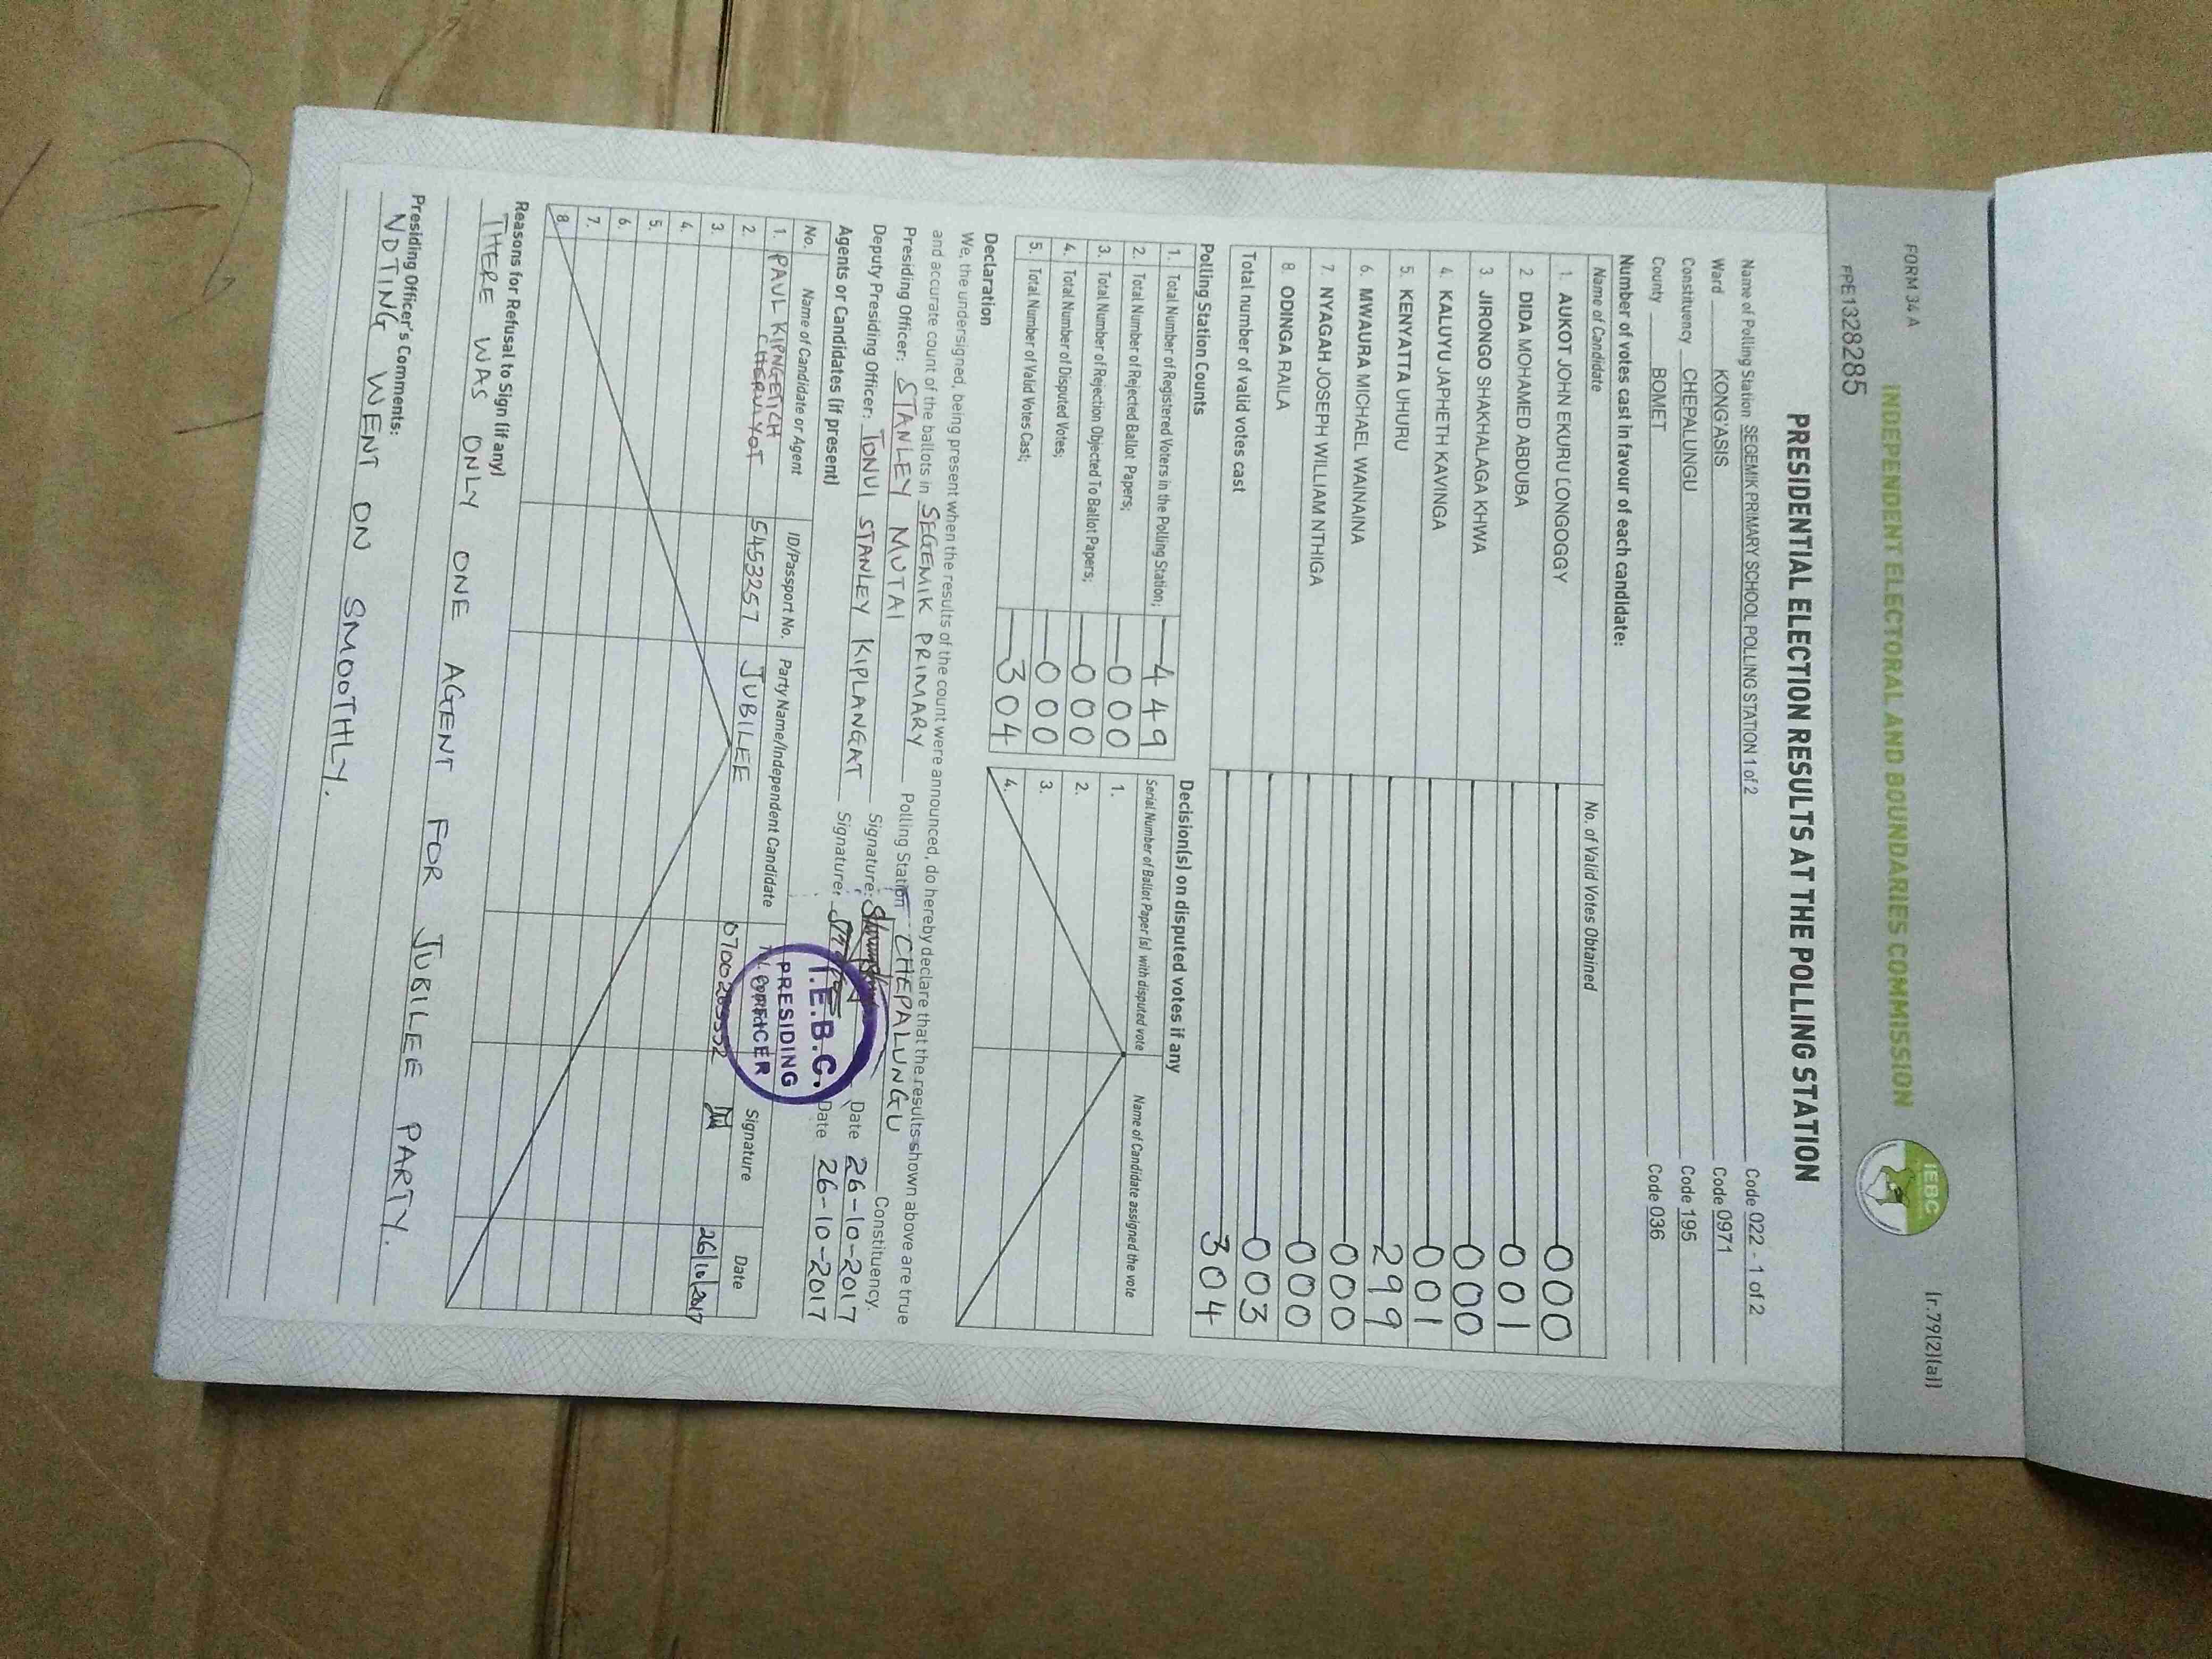 FORM 34 A
[r.79(2)(a)]
FPE1328285
INDEPENDENT ELECTORAL AND BOUNDARIES COMMISSION
IEBC
PRESIDENTIAL ELECTION RESULTS AT THE POLLING STATION
Name of Polling Station SEGEMIK PRIMARY SCHOOL POLLING STATION 1 of 2 Code 022 - 1 of 2
Ward KONG'ASIS Code 0971
Constituency CHEPALUNGU Code 195
County BOMET Code 036
Number of votes cast in favour of each candidate:
Name of Candidate No. of Valid Votes Obtained
1. AUKOT JOHN EKURU LONGOGGY 000
2. DIDA MOHAMED ABDUBA 001
3. JIRONGO SHAKHALAGA KHWA 000
4. KALUYU JAPHETH KAVINGA 001
5. KENYATTA UHURU 299
6. MWAURA MICHAEL WAINAINA 000
7. NYAGAH JOSEPH WILLIAM NTHIGA 000
8. ODINGA RAILA 003
Total number of valid votes cast 304
Polling Station Counts
1. Total Number of Registered Voters in the Polling Station; 449
2. Total Number of Rejected Ballot Papers; 000
3. Total Number of Rejection Objected To Ballot Papers; 000
4. Total Number of Disputed Votes; 000
5. Total Number of Valid Votes Cast; 304
Decision(s) on disputed votes if any
Serial Number of Ballot Paper (s) with disputed vote Name of Candidate assigned the vote
1.
2.
3.
4.
Declaration
We, the undersigned, being present when the results of the count were announced, do hereby declare that the results shown above are true
and accurate count of the ballots in SEGEMIK PRIMARY Polling Station CHEPALUNGU Constituency.
Presiding Officer: STANLEY MUTAI Signature: Date 26-10-2017
Deputy Presiding Officer: TONUI STANLEY KIPLANGAT Signature: Date 26-10-2017
I.E.B.C.
PRESIDING
OFFICER
Agents or Candidates (if present)
No. Name of Candidate or Agent ID/Passport No. Party Name/Independent Candidate Signature Date
1. PAUL KIPNGETICH CHERUIYOT 5453257 JUBILEE 26/10/2017
2.
3.
4.
5.
6.
7.
8.
Reasons for Refusal to Sign (if any)
THERE WAS ONLY ONE AGENT FOR JUBILEE PARTY.
Presiding Officer's Comments:
VOTING WENT ON SMOOTHLY.